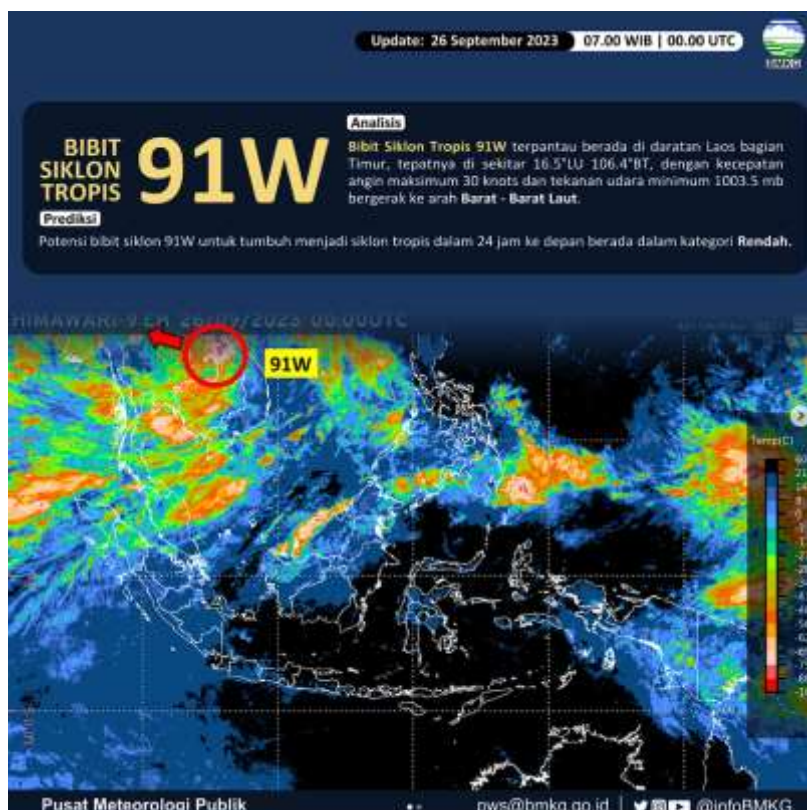 Update: 26 September 2023 07.00 WIB | 00.00 UTC
BMKG
BIBIT
SIKLON
TROPIS
91W
Analisis
Bibit Siklon Tropis 91W terpantau berada di daratan Laos bagian
Timur, tepatnya di sekitar 16.5°LU 106.4°BT, dengan kecepatan
angin maksimum 30 knots dan tekanan udara minimum 1003.5 mb
bergerak ke arah Barat - Barat Laut.
Prediksi
Potensi bibit siklon 91W untuk tumbuh menjadi siklon tropis dalam 24 jam ke depan berada dalam kategori Rendah.
HIMAWARI-9 EH 26/09/2023 00:00UTC
91W
Temp(C)
Pusat Meteorologi Publik
pws@bmkg.go.id | @infoBMKG